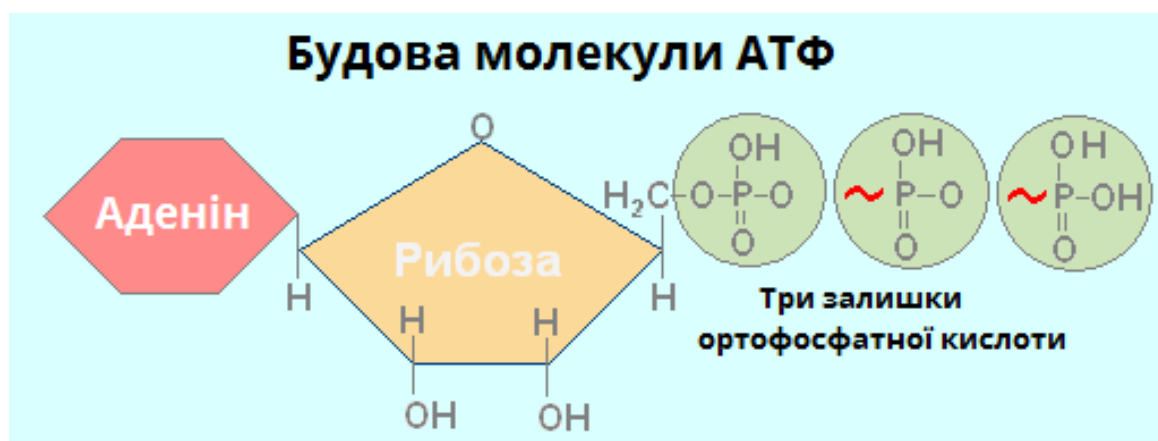 Будова молекули АТФ
O
OH OH OH
Аденін
H₂C–O–P–O ~P–O ~P–OH
O O O
Рибоза
H H
H H
Три залишки
ортофосфатної кислоти
OH OH